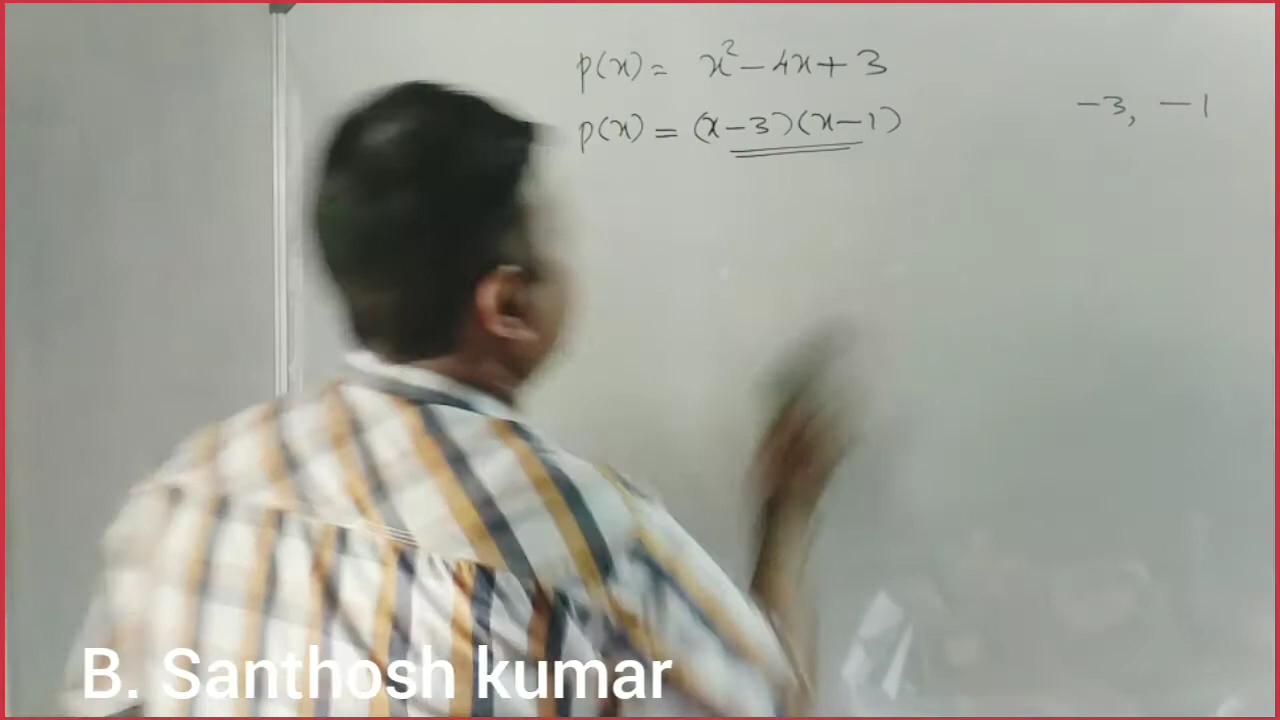 p(x) = x² - 4x + 3
p(x) = (x-3)(x-1)
-3, -1
B. Santhosh kumar